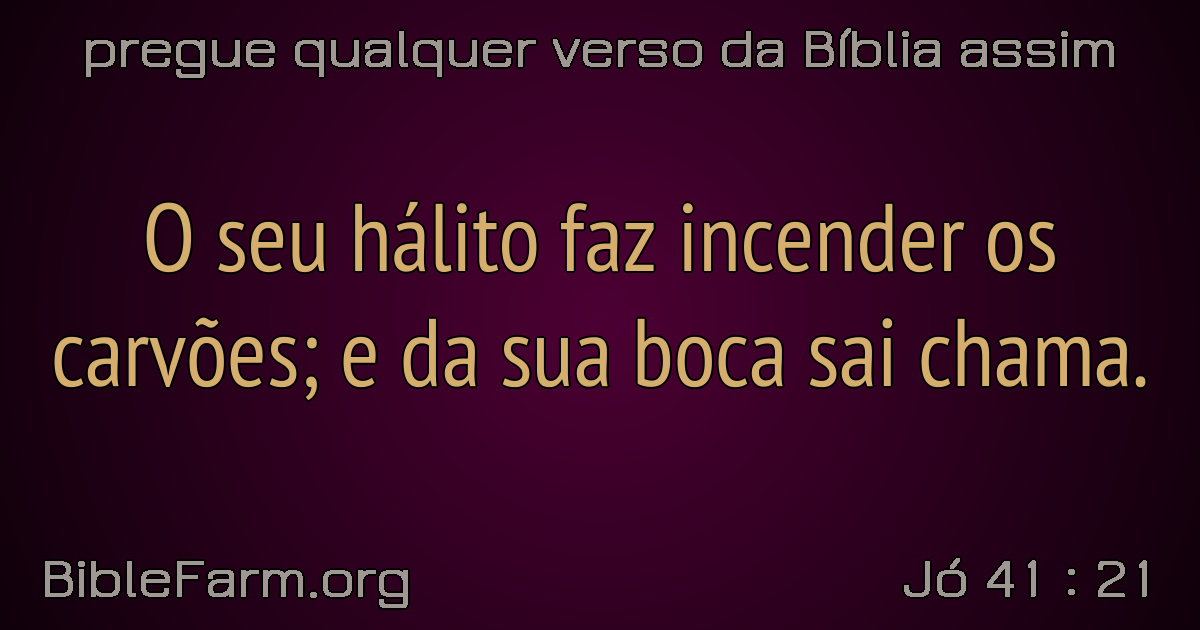 pregue qualquer verso da Bíblia assim
O seu hálito faz incender os
carvões; e da sua boca sai chama.
BibleFarm.org
Jó 41 : 21